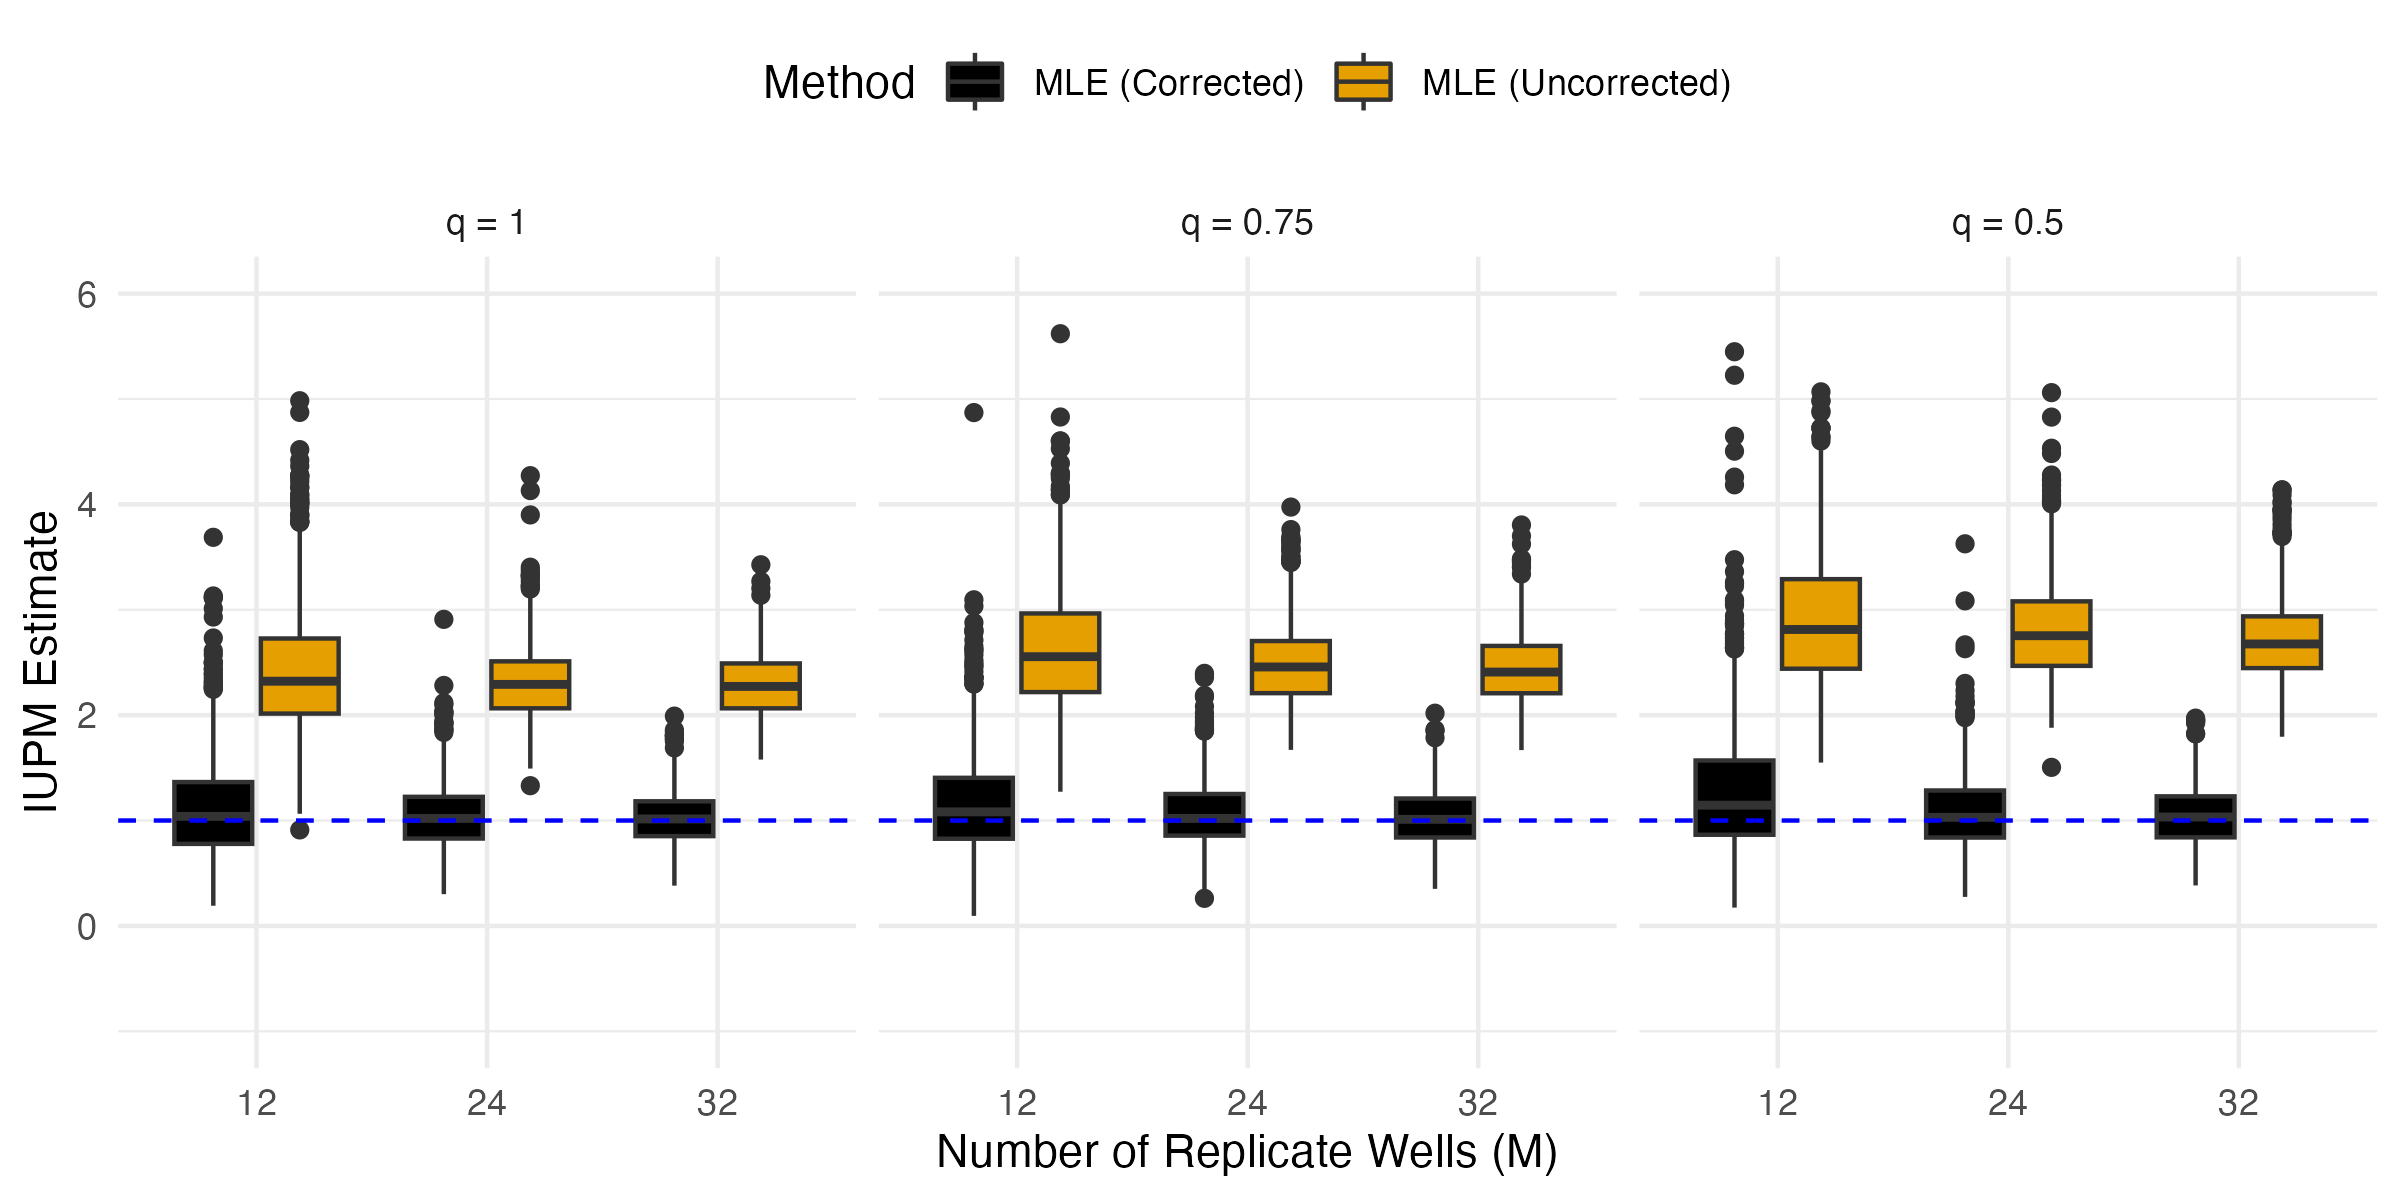 Method MLE (Corrected) MLE (Uncorrected)
q = 1 q = 0.75 q = 0.5
IUPM Estimate
6
4
2
0
12 24 32 12 24 32 12 24 32
Number of Replicate Wells (M)